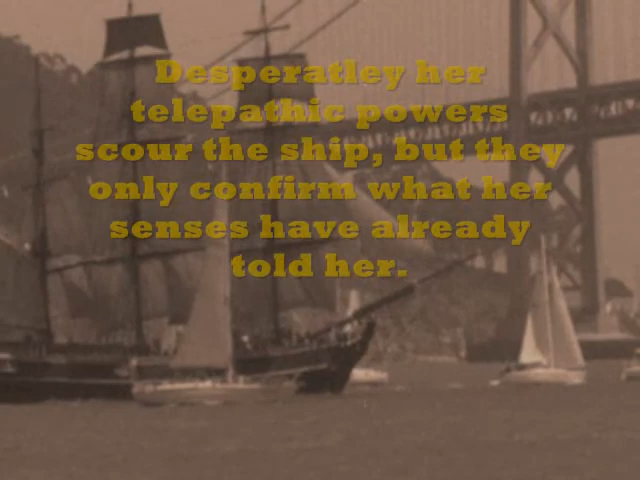 Desperatley her
telepathic powers
scour the ship, but they
only confirm what her
senses have already
told her.